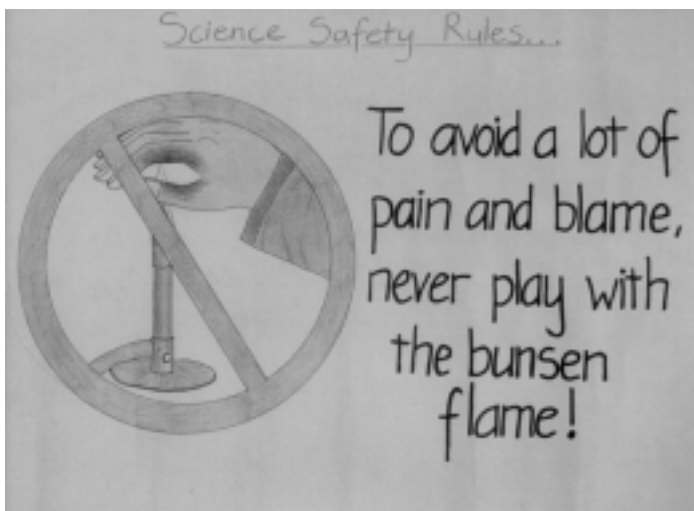 Science Safety Rules...
To avoid a lot of
pain and blame,
never play with
the bunsen
flame!